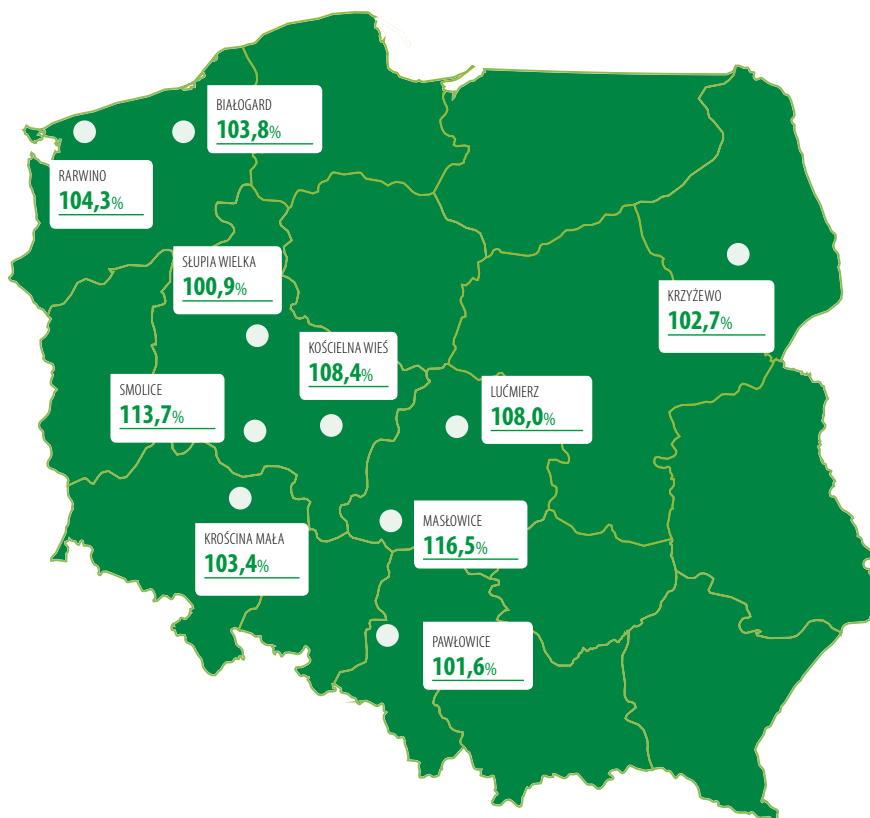 BIAŁOGARD
103,8%
RARWINO
104,3%
SŁUPIA WIELKA
100,9%
KRZYŻEWO
102,7%
KOŚCIELNA WIEŚ
108,4%
SMOLICE
113,7%
LUĆMIERZ
108,0%
MASŁOWICE
116,5%
KROŚCINA MAŁA
103,4%
PAWŁOWICE
101,6%